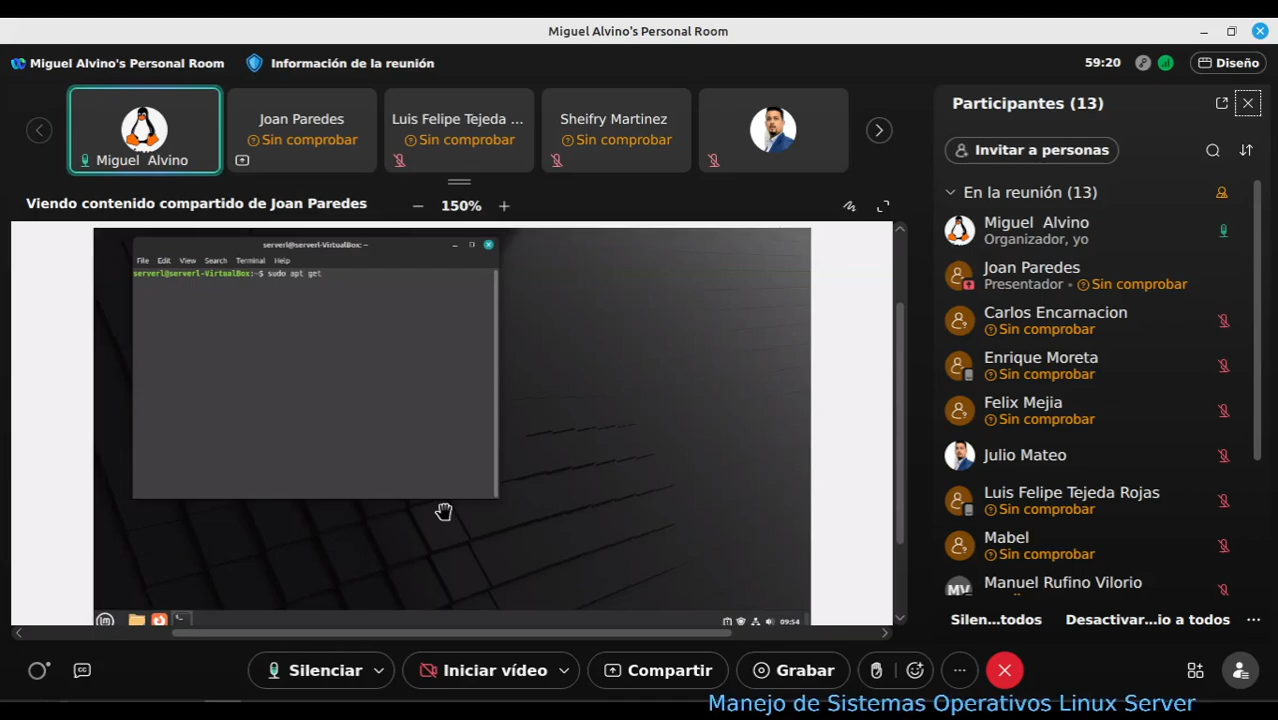 Miguel Alvino's Personal Room
Miguel Alvino's Personal Room
Información de la reunión
59:20
Diseño
Miguel Alvino
Joan Paredes
Sin comprobar
Luis Felipe Tejeda ...
Sin comprobar
Sheifry Martinez
Sin comprobar
Viendo contenido compartido de Joan Paredes
150%
serverl@serverl-VirtualBox: ~
File Edit View Search Terminal Help
serverl@serverl-VirtualBox:~$ sudo apt get
09:54
Participantes (13)
Invitar a personas
En la reunión (13)
Miguel Alvino
Organizador, yo
Joan Paredes
Presentador • Sin comprobar
Carlos Encarnacion
Sin comprobar
Enrique Moreta
Sin comprobar
Felix Mejia
Sin comprobar
Julio Mateo
Luis Felipe Tejeda Rojas
Sin comprobar
Mabel
Sin comprobar
MV
Manuel Rufino Vilorio
Silen...todos
Desactivar...io a todos
Silenciar
Iniciar vídeo
Compartir
Grabar
Manejo de Sistemas Operativos Linux Server